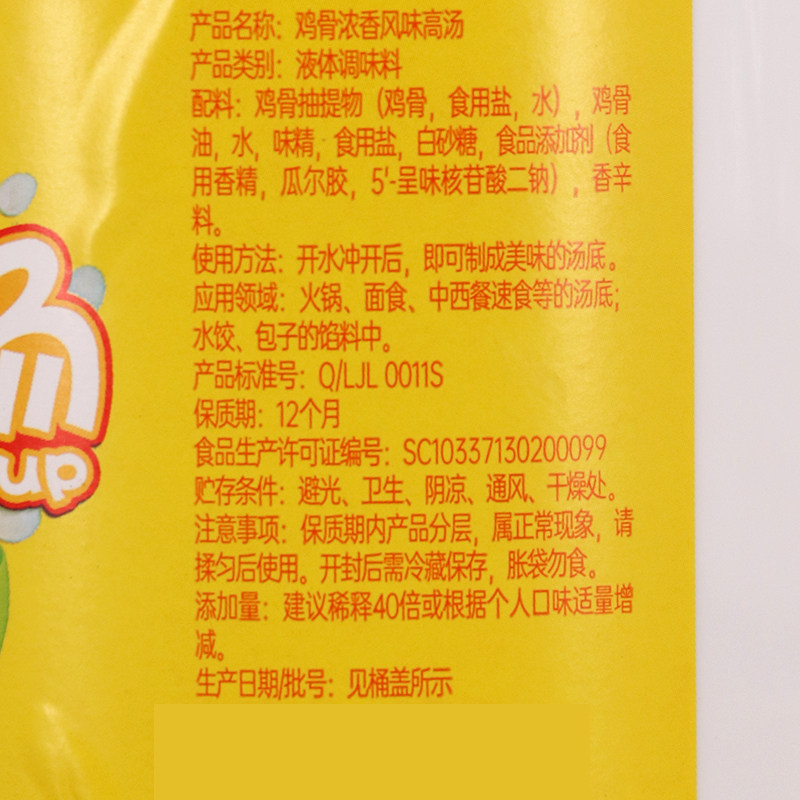 产品名称：鸡骨浓香风味高汤
产品类别：液体调味料
配料：鸡骨抽提物（鸡骨，食用盐，水），鸡骨
油，水，味精，食用盐，白砂糖，食品添加剂（食
用香精，瓜尔胶，5'-呈味核苷酸二钠），香辛
料。
使用方法：开水冲开后，即可制成美味的汤底。
应用领域：火锅、面食、中西餐速食等的汤底；
水饺、包子的馅料中。
产品标准号：Q/LJL 0011S
保质期：12个月
食品生产许可证编号：SC10337130200099
贮存条件：避光、卫生、阴凉、通风、干燥处。
注意事项：保质期内产品分层，属正常现象，请
揉匀后使用。开封后需冷藏保存，胀袋勿食。
添加量：建议稀释40倍或根据个人口味适量增
减。
生产日期/批号：见桶盖所示
汤
up